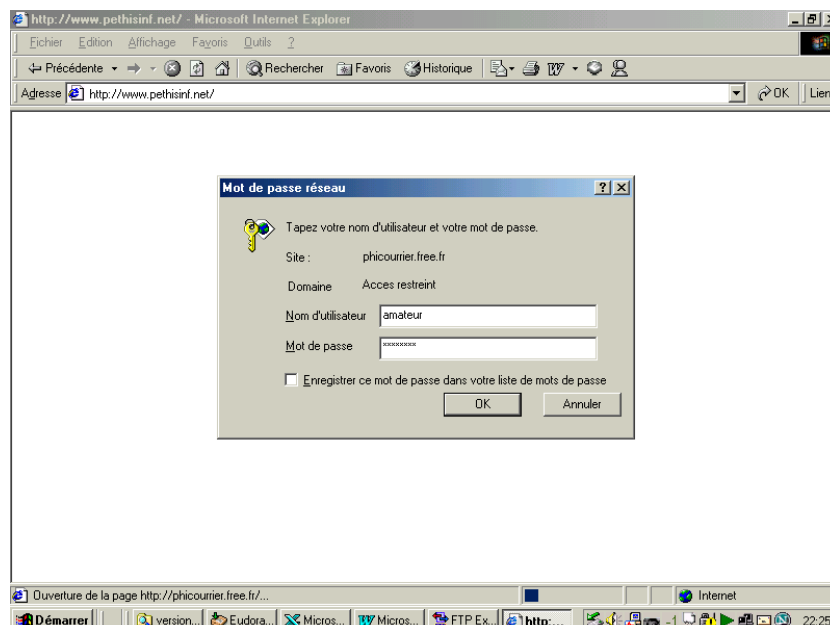 http://www.pethisinf.net/ - Microsoft Internet Explorer
Fichier Edition Affichage Favoris Outils ?
Précédente Rechercher Favoris Historique
Adresse http://www.pethisinf.net/ OK Lien
Mot de passe réseau
Tapez votre nom d'utilisateur et votre mot de passe.
Site : phicourrier.free.fr
Domaine Acces restreint
Nom d'utilisateur amateur
Mot de passe xxxxxxxx
Enregistrer ce mot de passe dans votre liste de mots de passe
OK Annuler
Ouverture de la page http://phicourrier.free.fr/... Internet
Démarrer version... Eudora... Micros... Micros... FTP Ex... http:... -1 22:25